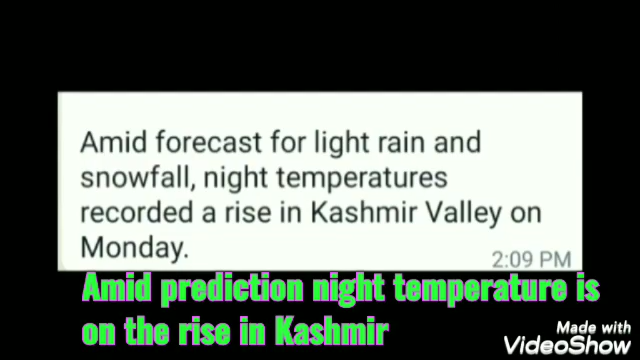 Amid forecast for light rain and
snowfall, night temperatures
recorded a rise in Kashmir Valley on
Monday.
2:09 PM
Amid prediction night temperature is
on the rise in Kashmir
Made with
VideoShow